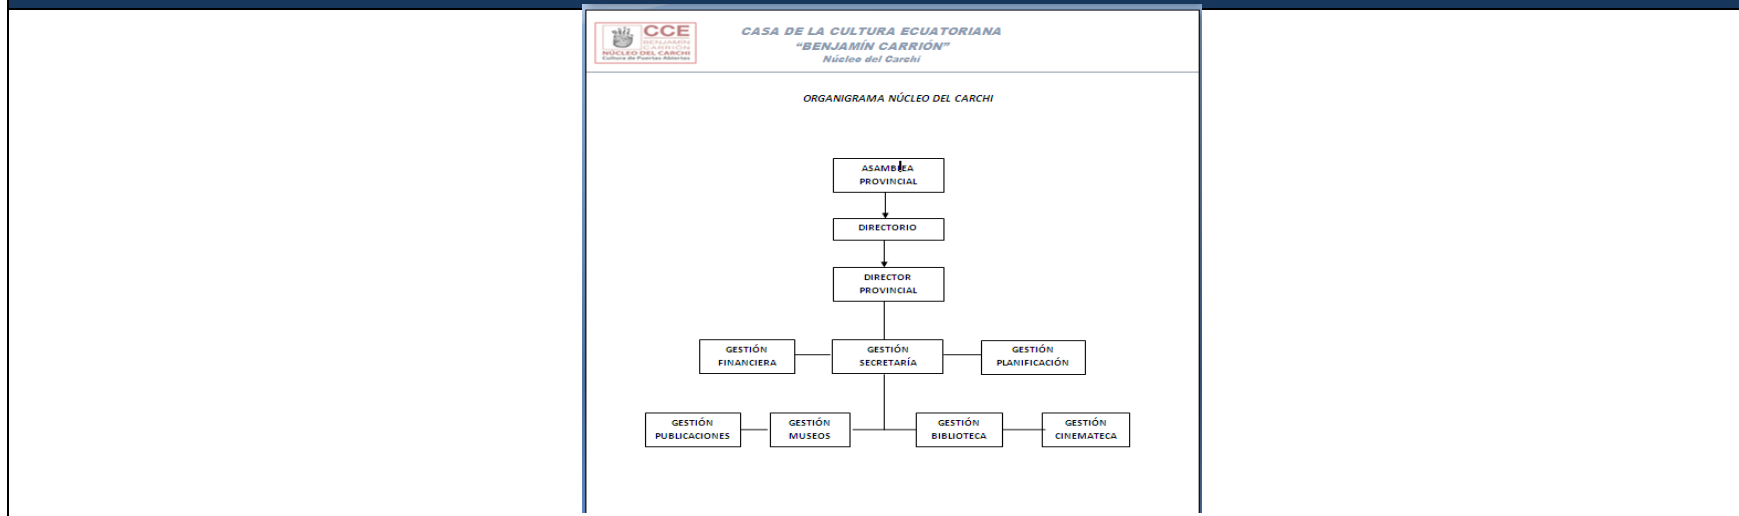 CCE
BENJAMÍN
CARRIÓN
NÚCLEO DEL CARCHI
Cultura de Puertas Abiertas
CASA DE LA CULTURA ECUATORIANA
“BENJAMÍN CARRIÓN”
Núcleo del Carchi
ORGANIGRAMA NÚCLEO DEL CARCHI
ASAMBLEA
PROVINCIAL
DIRECTORIO
DIRECTOR
PROVINCIAL
GESTIÓN
FINANCIERA
GESTIÓN
SECRETARÍA
GESTIÓN
PLANIFICACIÓN
GESTIÓN
PUBLICACIONES
GESTIÓN
MUSEOS
GESTIÓN
BIBLIOTECA
GESTIÓN
CINEMATECA